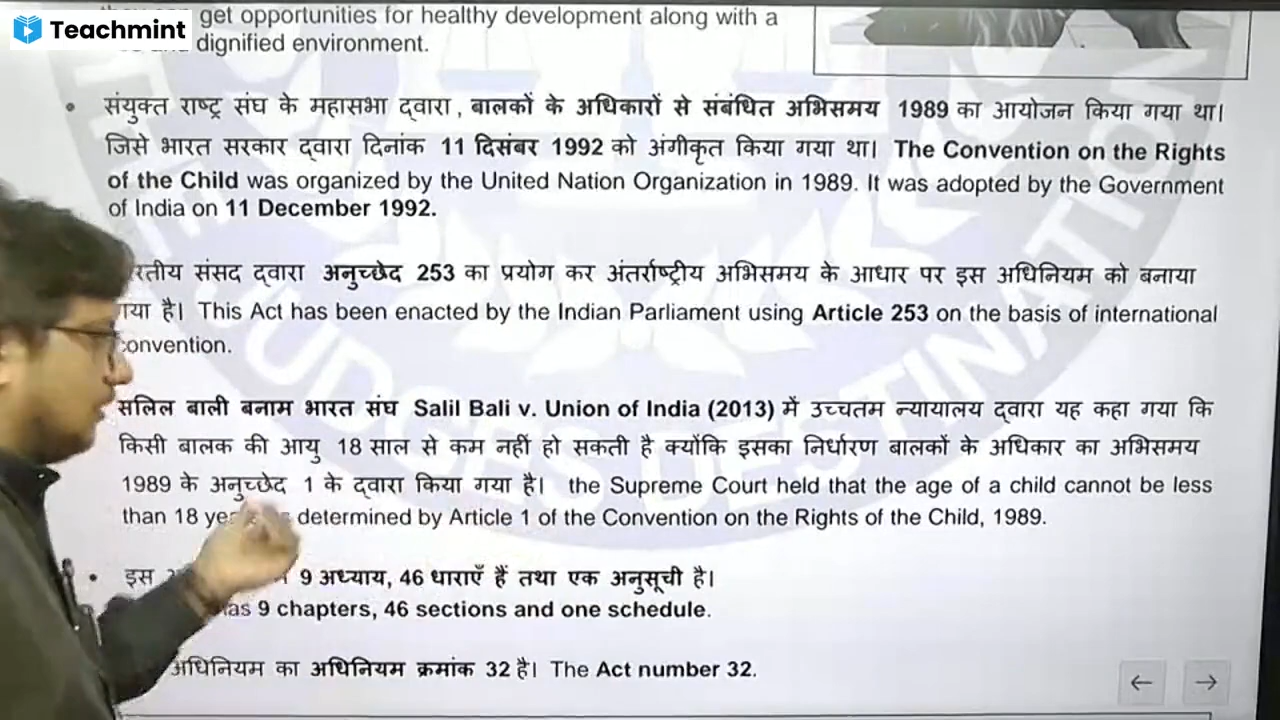 Teachmint
get opportunities for healthy development along with a
dignified environment.
संयुक्त राष्ट्र संघ के महासभा द्वारा, बालकों के अधिकारों से संबंधित अभिसमय 1989 का आयोजन किया गया था।
जिसे भारत सरकार द्वारा दिनांक 11 दिसंबर 1992 को अंगीकृत किया गया था। The Convention on the Rights
of the Child was organized by the United Nation Organization in 1989. It was adopted by the Government
of India on 11 December 1992.
संसद द्वारा अनुच्छेद 253 का प्रयोग कर अंतर्राष्ट्रीय अभिसमय के आधार पर इस अधिनियम को बनाया
है। This Act has been enacted by the Indian Parliament using Article 253 on the basis of international
convention.
सलिल बाली बनाम भारत संघ Salil Bali v. Union of India (2013) में उच्चतम न्यायालय द्वारा यह कहा गया कि
किसी बालक की आयु 18 साल से कम नहीं हो सकती है क्योंकि इसका निर्धारण बालकों के अधिकार का अभिसमय
1989 के अनुच्छेद 1 के द्वारा किया गया है। the Supreme Court held that the age of a child cannot be less
than 18 determined by Article 1 of the Convention on the Rights of the Child, 1989.
इस 9 अध्याय, 46 धाराएँ हैं तथा एक अनुसूची है।
9 chapters, 46 sections and one schedule.
अधिनियम का अधिनियम क्रमांक 32 है। The Act number 32.
JUDGES DESTINATION